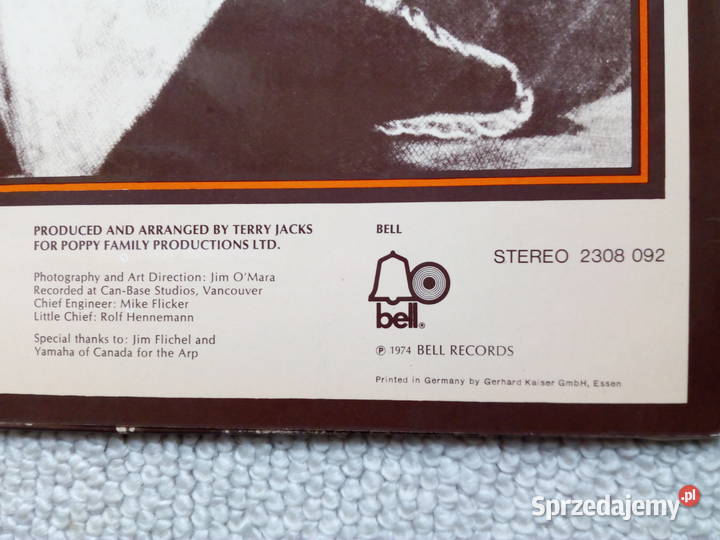 PRODUCED AND ARRANGED BY TERRY JACKS
FOR POPPY FAMILY PRODUCTIONS LTD.
Photography and Art Direction: Jim O'Mara
Recorded at Can-Base Studios, Vancouver
Chief Engineer: Mike Flicker
Little Chief: Rolf Hennemann
Special thanks to: Jim Flichel and
Yamaha of Canada for the Arp
BELL
bell®
℗ 1974 BELL RECORDS
Printed in Germany by Gerhard Kaiser GmbH, Essen
STEREO 2308 092
Sprzedajemy.pl